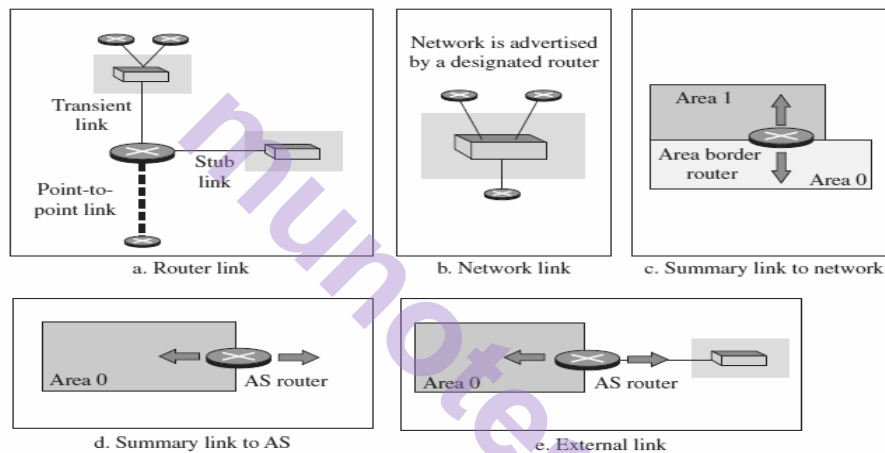 Transient
link
Stub
link
Point-to-
point link
a. Router link
Network is advertised
by a designated router
b. Network link
Area 1
Area border
router
Area 0
c. Summary link to network
Area 0
AS router
d. Summary link to AS
Area 0
AS router
e. External link
munote